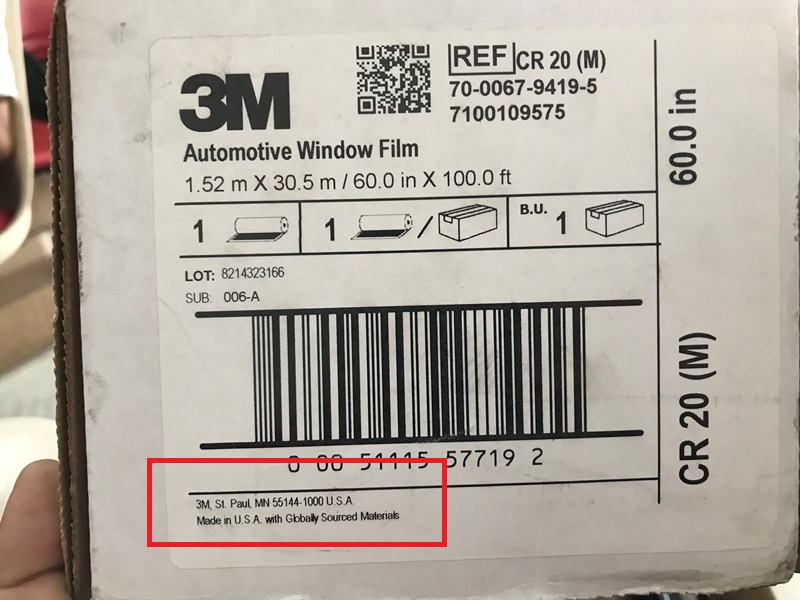 3M
REF CR 20 (M)
70-0067-9419-5
7100109575
Automotive Window Film
1.52 m X 30.5 m / 60.0 in X 100.0 ft
1 1 / B.U. 1
LOT: 8214323166
SUB: 006-A
0 00 51115 57719 2
3M, St. Paul, MN 55144-1000 U.S.A.
Made in U.S.A. with Globally Sourced Materials
60.0 in
CR 20 (M)